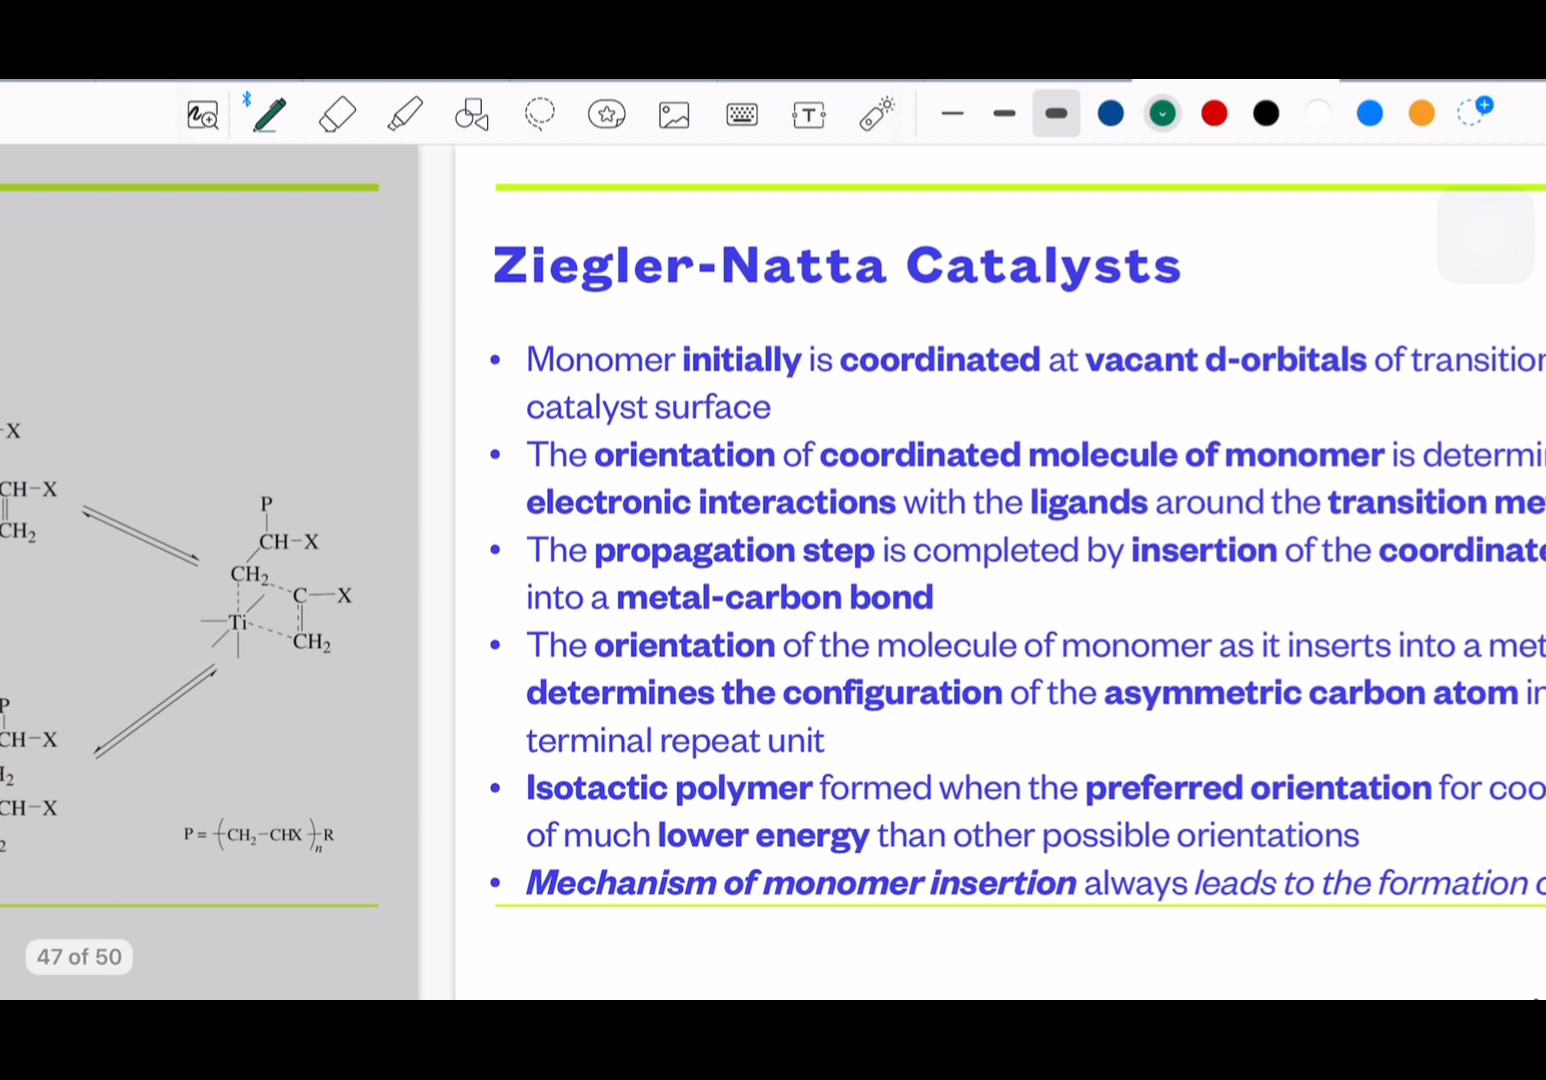 -X
CH-X
CH2
P
CH-X
CH2
C-X
Ti
CH2
P
CH-X
H2
CH-X
2
P = -(CH2-CHX)n-R
47 of 50
T
Ziegler-Natta Catalysts
• Monomer initially is coordinated at vacant d-orbitals of transition
catalyst surface
• The orientation of coordinated molecule of monomer is determi
electronic interactions with the ligands around the transition me
• The propagation step is completed by insertion of the coordinate
into a metal-carbon bond
• The orientation of the molecule of monomer as it inserts into a met
determines the configuration of the asymmetric carbon atom in
terminal repeat unit
• Isotactic polymer formed when the preferred orientation for coo
of much lower energy than other possible orientations
• Mechanism of monomer insertion always leads to the formation o